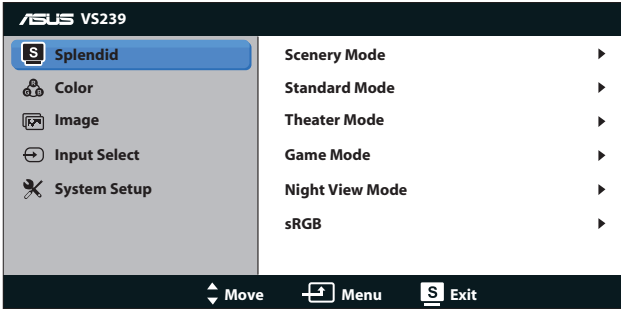 ASUS VS239
S Splendid
Color
Image
Input Select
System Setup
Scenery Mode
Standard Mode
Theater Mode
Game Mode
Night View Mode
sRGB
Move Menu S Exit